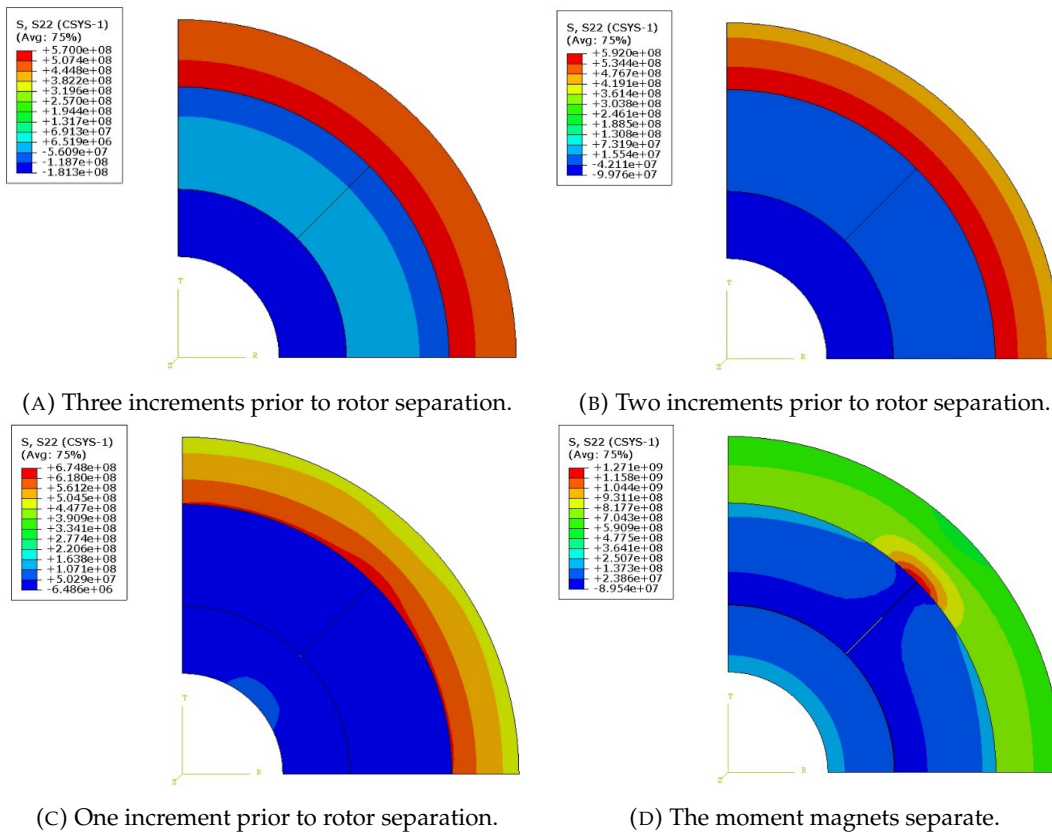 S, S22 (CSYS-1)
(Avg: 75%)
+5.700e+08
+5.074e+08
+4.448e+08
+3.822e+08
+3.196e+08
+2.570e+08
+1.944e+08
+1.317e+08
+6.913e+07
+6.519e+06
-5.609e+07
-1.187e+08
-1.813e+08
T
R
Z
(A) Three increments prior to rotor separation.
S, S22 (CSYS-1)
(Avg: 75%)
+5.920e+08
+5.344e+08
+4.767e+08
+4.191e+08
+3.614e+08
+3.038e+08
+2.461e+08
+1.885e+08
+1.308e+08
+7.319e+07
+1.554e+07
-4.211e+07
-9.976e+07
T
R
Z
(B) Two increments prior to rotor separation.
S, S22 (CSYS-1)
(Avg: 75%)
+6.748e+08
+6.180e+08
+5.612e+08
+5.045e+08
+4.477e+08
+3.909e+08
+3.341e+08
+2.774e+08
+2.206e+08
+1.638e+08
+1.071e+08
+5.029e+07
-6.486e+06
T
R
Z
(C) One increment prior to rotor separation.
S, S22 (CSYS-1)
(Avg: 75%)
+1.271e+09
+1.158e+09
+1.044e+09
+9.311e+08
+8.177e+08
+7.043e+08
+5.909e+08
+4.775e+08
+3.641e+08
+2.507e+08
+1.373e+08
+2.386e+07
-8.954e+07
T
R
Z
(D) The moment magnets separate.